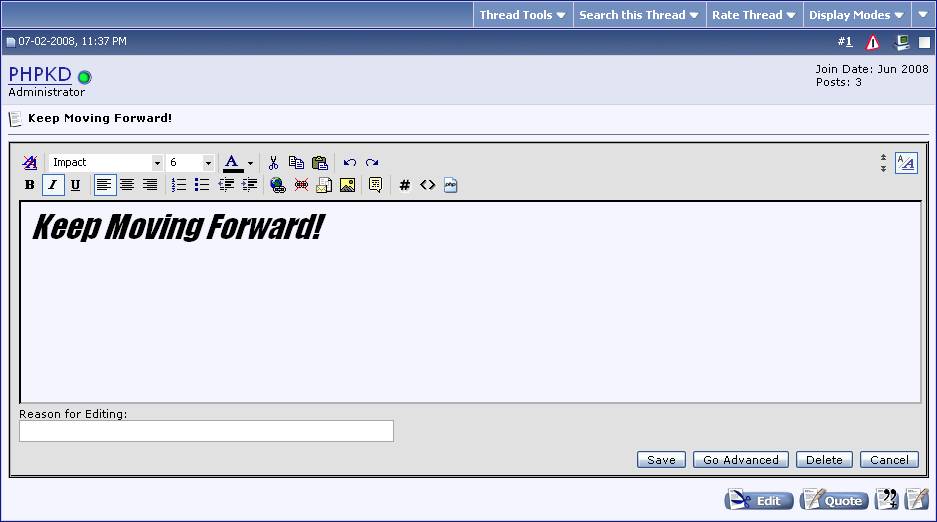 Thread Tools Search this Thread Rate Thread Display Modes
07-02-2008, 11:37 PM #1
PHPKD Join Date: Jun 2008
Administrator Posts: 3
Keep Moving Forward!
Impact 6 A A/A
B I U # <> php
Keep Moving Forward!
Reason for Editing:
Save Go Advanced Delete Cancel
Edit Quote